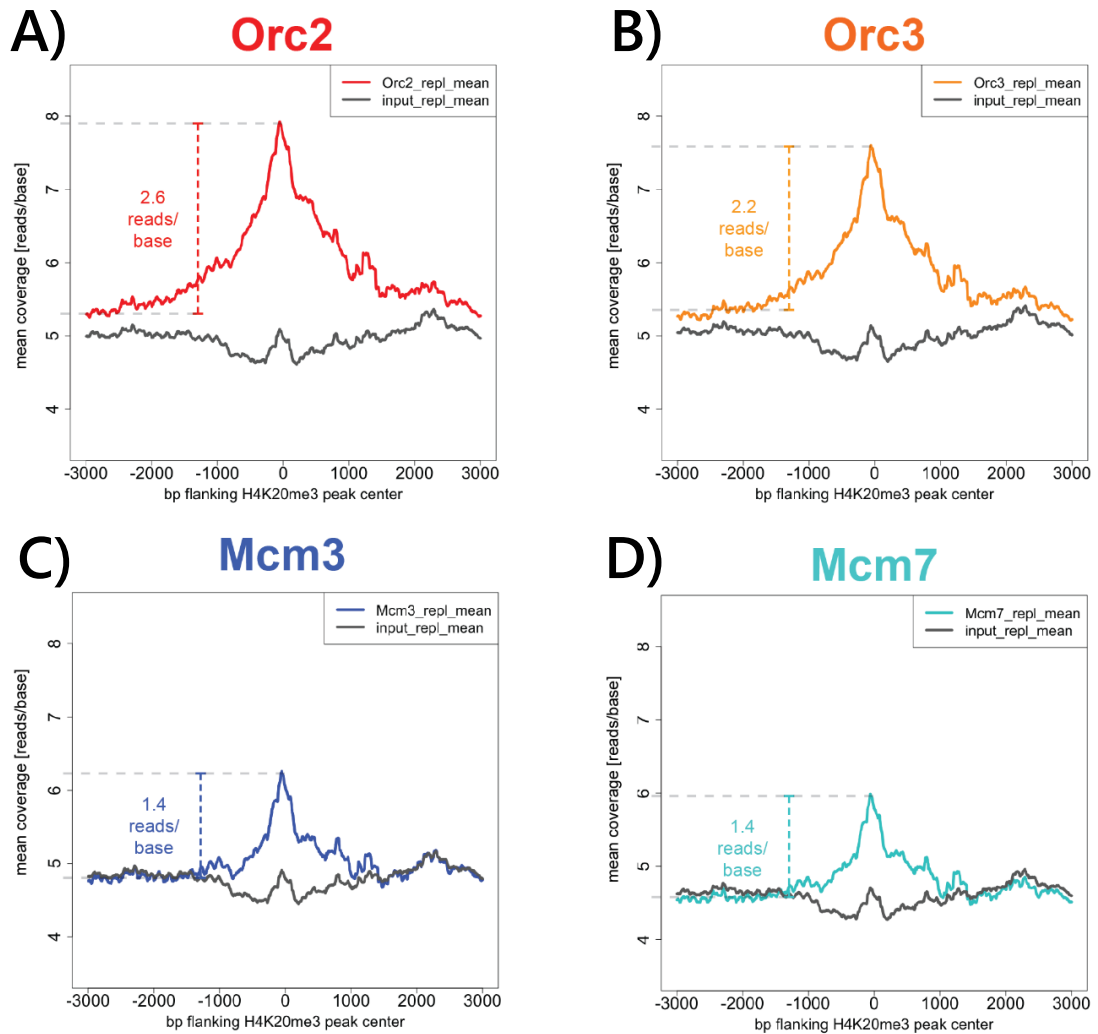 A)
Orc2
Orc2_repl_mean
input_repl_mean
mean coverage [reads/base]
8
7
6
5
4
2.6
reads/
base
-3000 -2000 -1000 0 1000 2000 3000
bp flanking H4K20me3 peak center
B)
Orc3
Orc3_repl_mean
input_repl_mean
mean coverage [reads/base]
8
7
6
5
4
2.2
reads/
base
-3000 -2000 -1000 0 1000 2000 3000
bp flanking H4K20me3 peak center
C)
Mcm3
Mcm3_repl_mean
input_repl_mean
mean coverage [reads/base]
8
7
6
5
4
1.4
reads/
base
-3000 -2000 -1000 0 1000 2000 3000
bp flanking H4K20me3 peak center
D)
Mcm7
Mcm7_repl_mean
input_repl_mean
mean coverage [reads/base]
8
7
6
5
4
1.4
reads/
base
-3000 -2000 -1000 0 1000 2000 3000
bp flanking H4K20me3 peak center